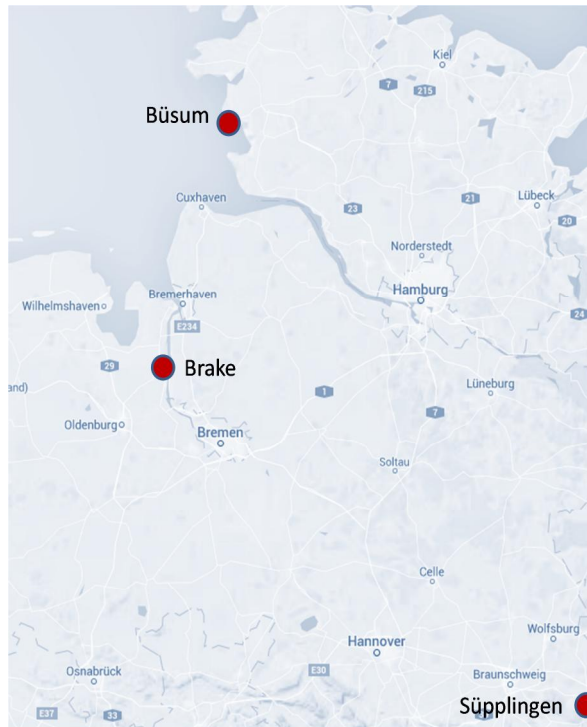 Kiel
7
215
Büsum
Cuxhaven
23
21
Lübeck
20
Norderstedt
Hamburg
Wilhelmshaven
Bremerhaven
24
E234
29
Brake
and)
1
Lüneburg
7
Oldenburg
Bremen
Soltau
Celle
Wolfsburg
Hannover
Osnabrück
E30
Braunschweig
Süpplingen
E37
33